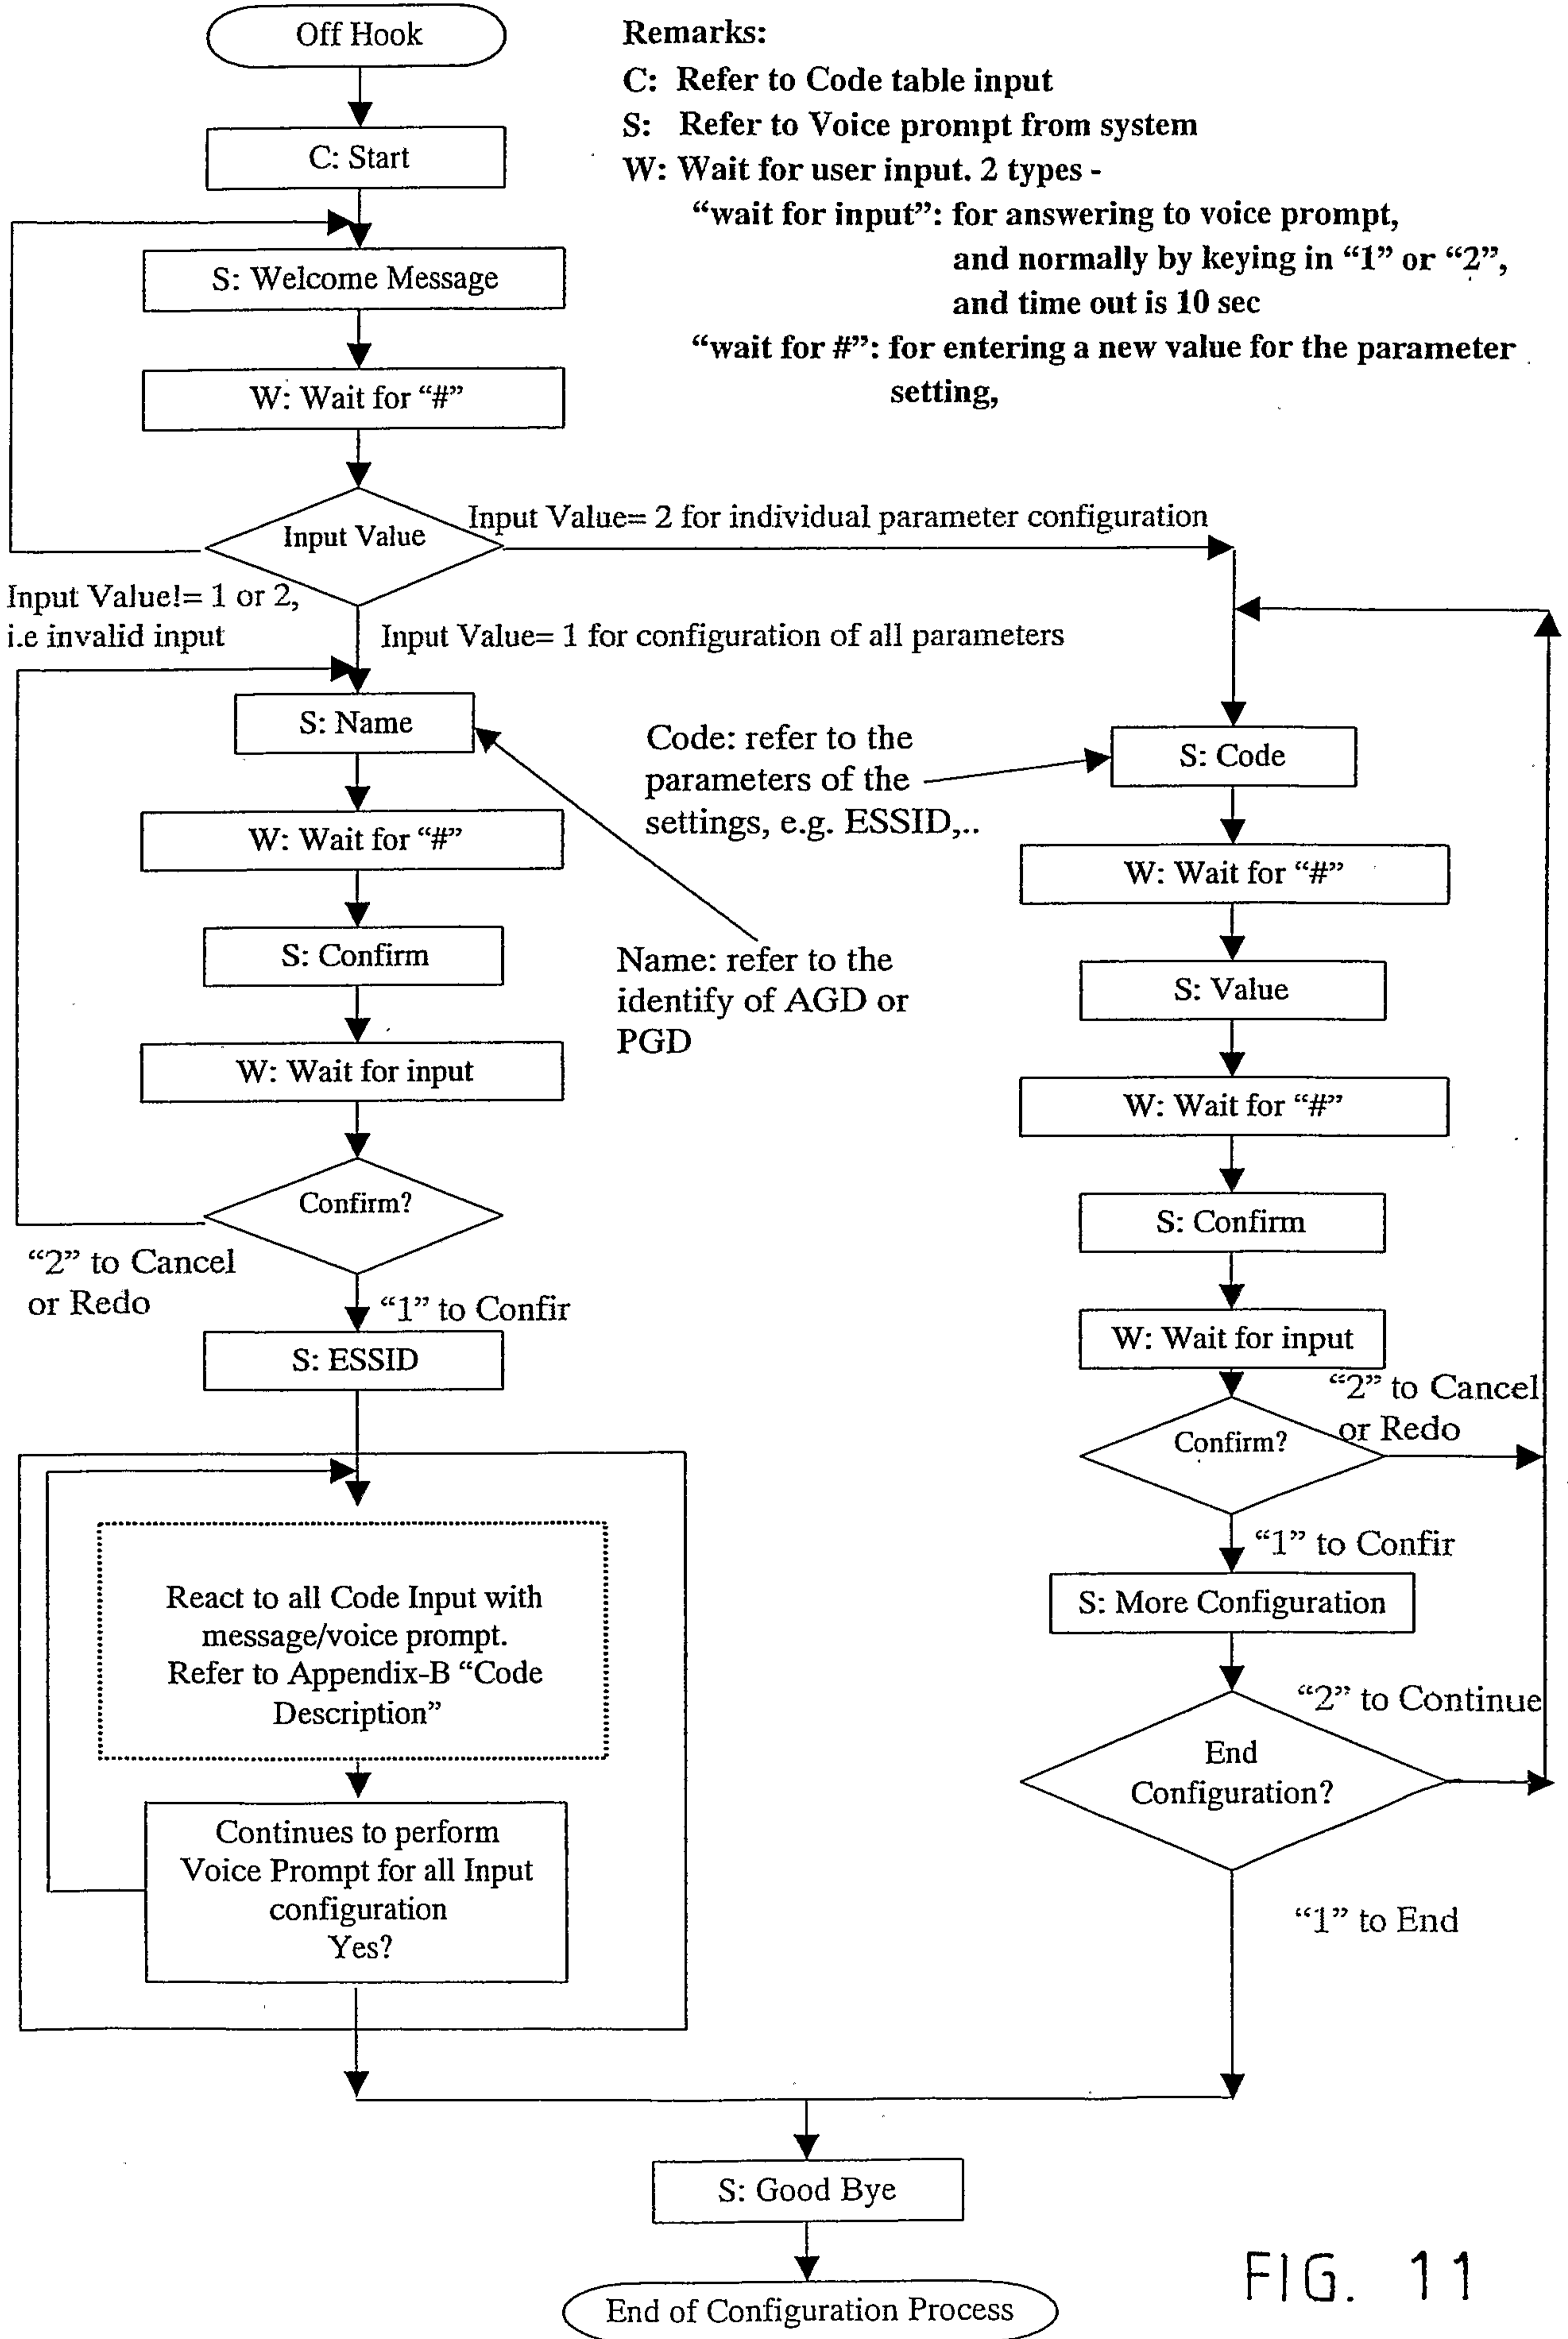 Off Hook
C: Start
S: Welcome Message
W: Wait for “#”
Input Value
Remarks:
C: Refer to Code table input
S: Refer to Voice prompt from system
W: Wait for user input. 2 types -
“wait for input”: for answering to voice prompt,
and normally by keying in “1” or “2”,
and time out is 10 sec
“wait for #”: for entering a new value for the parameter
setting,
Input Value= 2 for individual parameter configuration
Input Value!= 1 or 2,
i.e invalid input
Input Value= 1 for configuration of all parameters
S: Name
W: Wait for “#”
S: Confirm
W: Wait for input
Confirm?
“2” to Cancel
or Redo
“1” to Confir
S: ESSID
React to all Code Input with
message/voice prompt.
Refer to Appendix-B “Code
Description”
Continues to perform
Voice Prompt for all Input
configuration
Yes?
Code: refer to the
parameters of the
settings, e.g. ESSID,..
Name: refer to the
identify of AGD or
PGD
S: Code
W: Wait for “#”
S: Value
W: Wait for “#”
S: Confirm
W: Wait for input
“2” to Cancel
or Redo
Confirm?
“1” to Confir
S: More Configuration
“2” to Continue
End
Configuration?
“1” to End
S: Good Bye
End of Configuration Process
FIG. 11